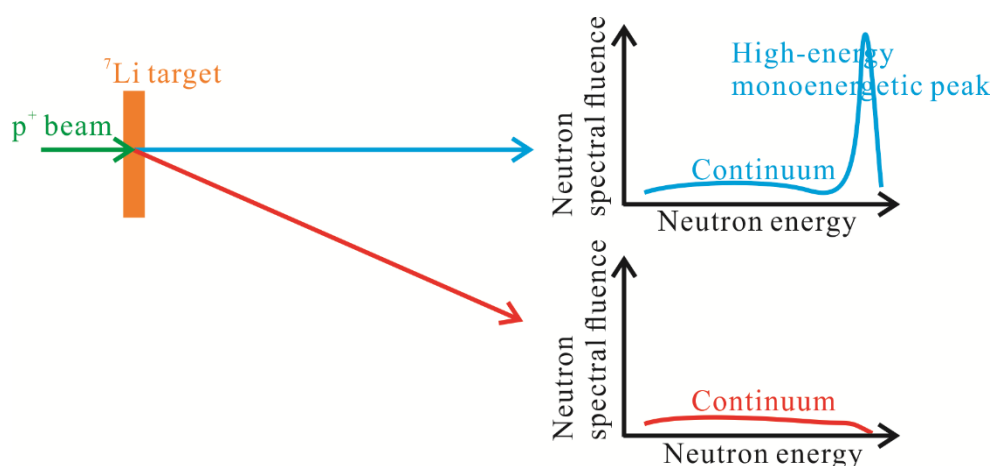 ⁷Li target
p⁺ beam
Neutron
spectral fluence
High-energy
monoenergetic peak
Continuum
Neutron energy
Neutron
spectral fluence
Continuum
Neutron energy